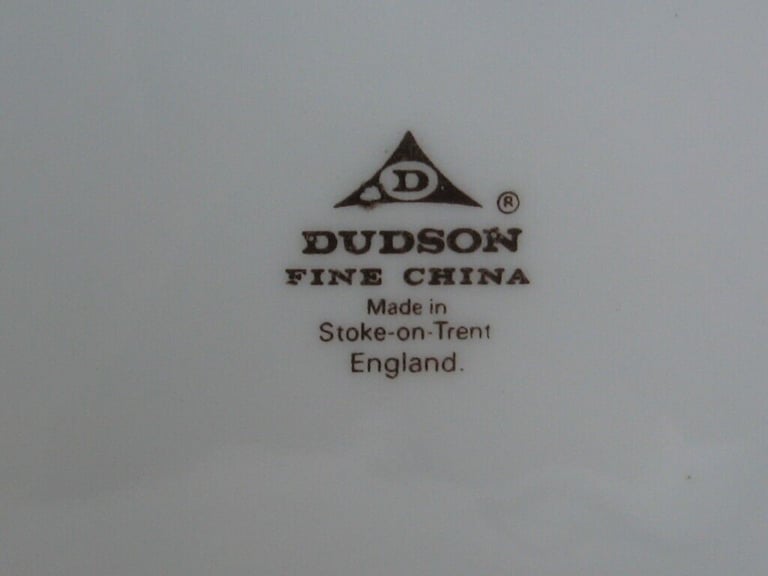 D ®
DUDSON
FINE CHINA
Made in
Stoke-on-Trent
England.